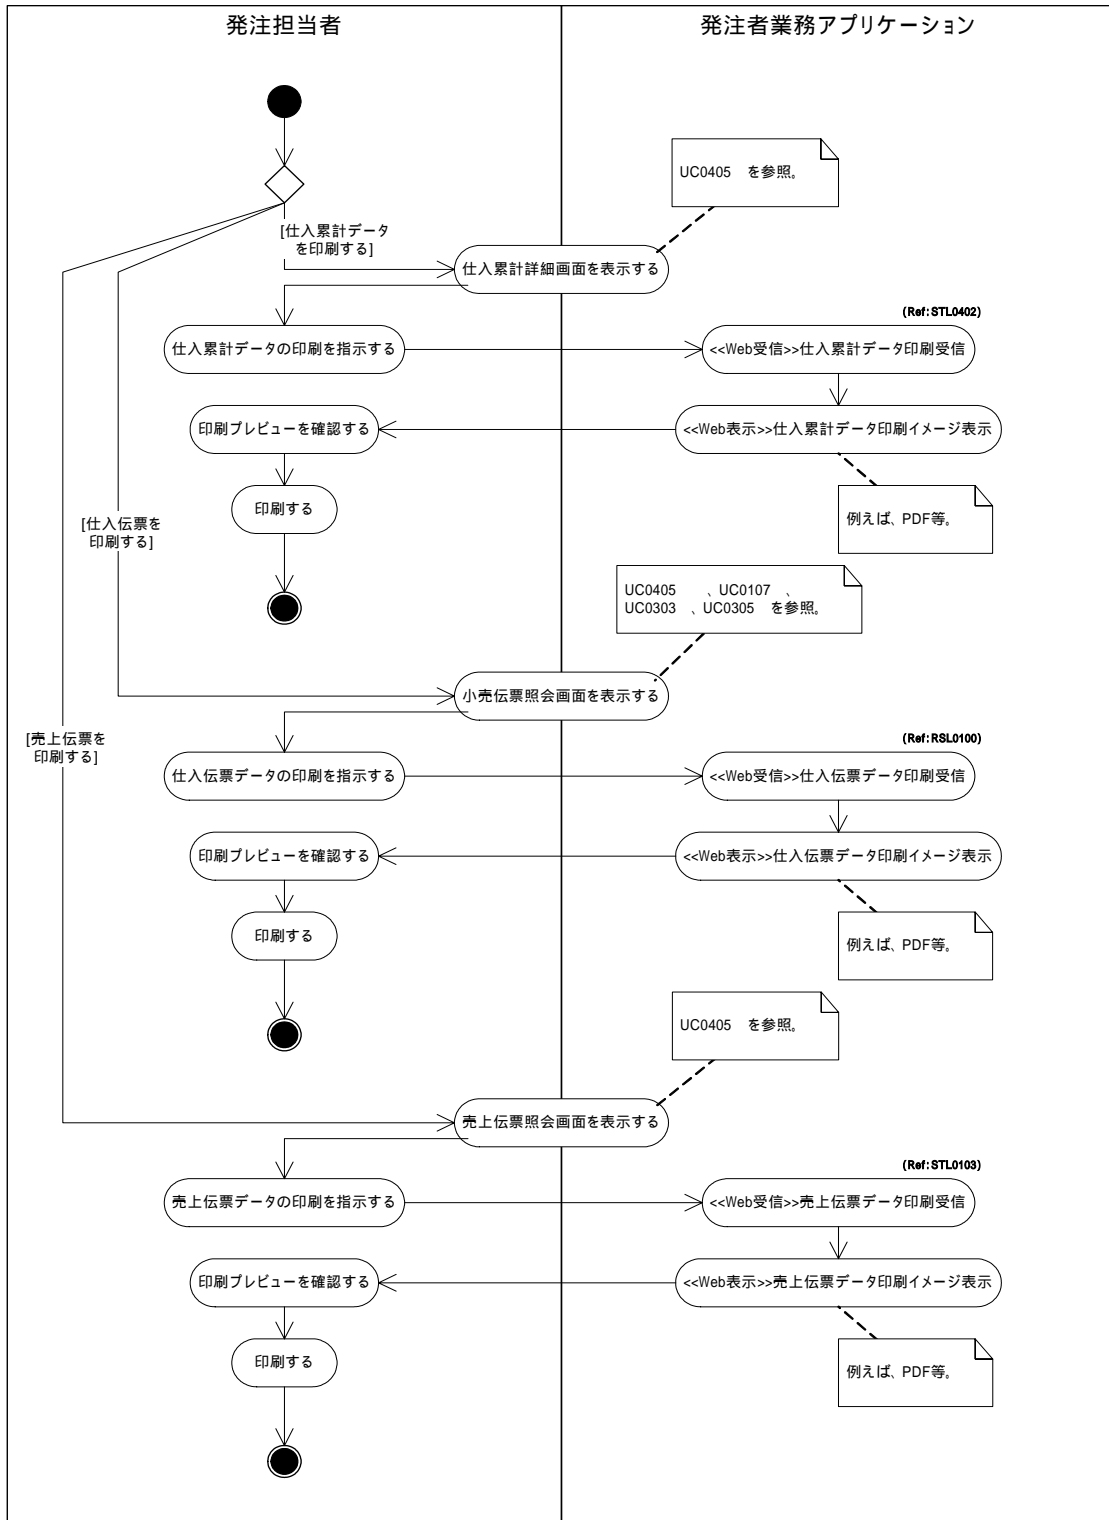 発注担当者
発注者業務アプリケーション
UC0405 を参照。
[仕入累計データ
を印刷する]
仕入累計詳細画面を表示する
(Ref:STL0402)
仕入累計データの印刷を指示する
<<Web受信>>仕入累計データ印刷受信
印刷プレビューを確認する
<<Web表示>>仕入累計データ印刷イメージ表示
印刷する
例えば、PDF等。
[仕入伝票を
印刷する]
UC0405 、UC0107 、
UC0303 、UC0305 を参照。
小売伝票照会画面を表示する
[売上伝票を
印刷する]
(Ref:RSL0100)
仕入伝票データの印刷を指示する
<<Web受信>>仕入伝票データ印刷受信
印刷プレビューを確認する
<<Web表示>>仕入伝票データ印刷イメージ表示
印刷する
例えば、PDF等。
UC0405 を参照。
売上伝票照会画面を表示する
(Ref:STL0103)
売上伝票データの印刷を指示する
<<Web受信>>売上伝票データ印刷受信
印刷プレビューを確認する
<<Web表示>>売上伝票データ印刷イメージ表示
印刷する
例えば、PDF等。